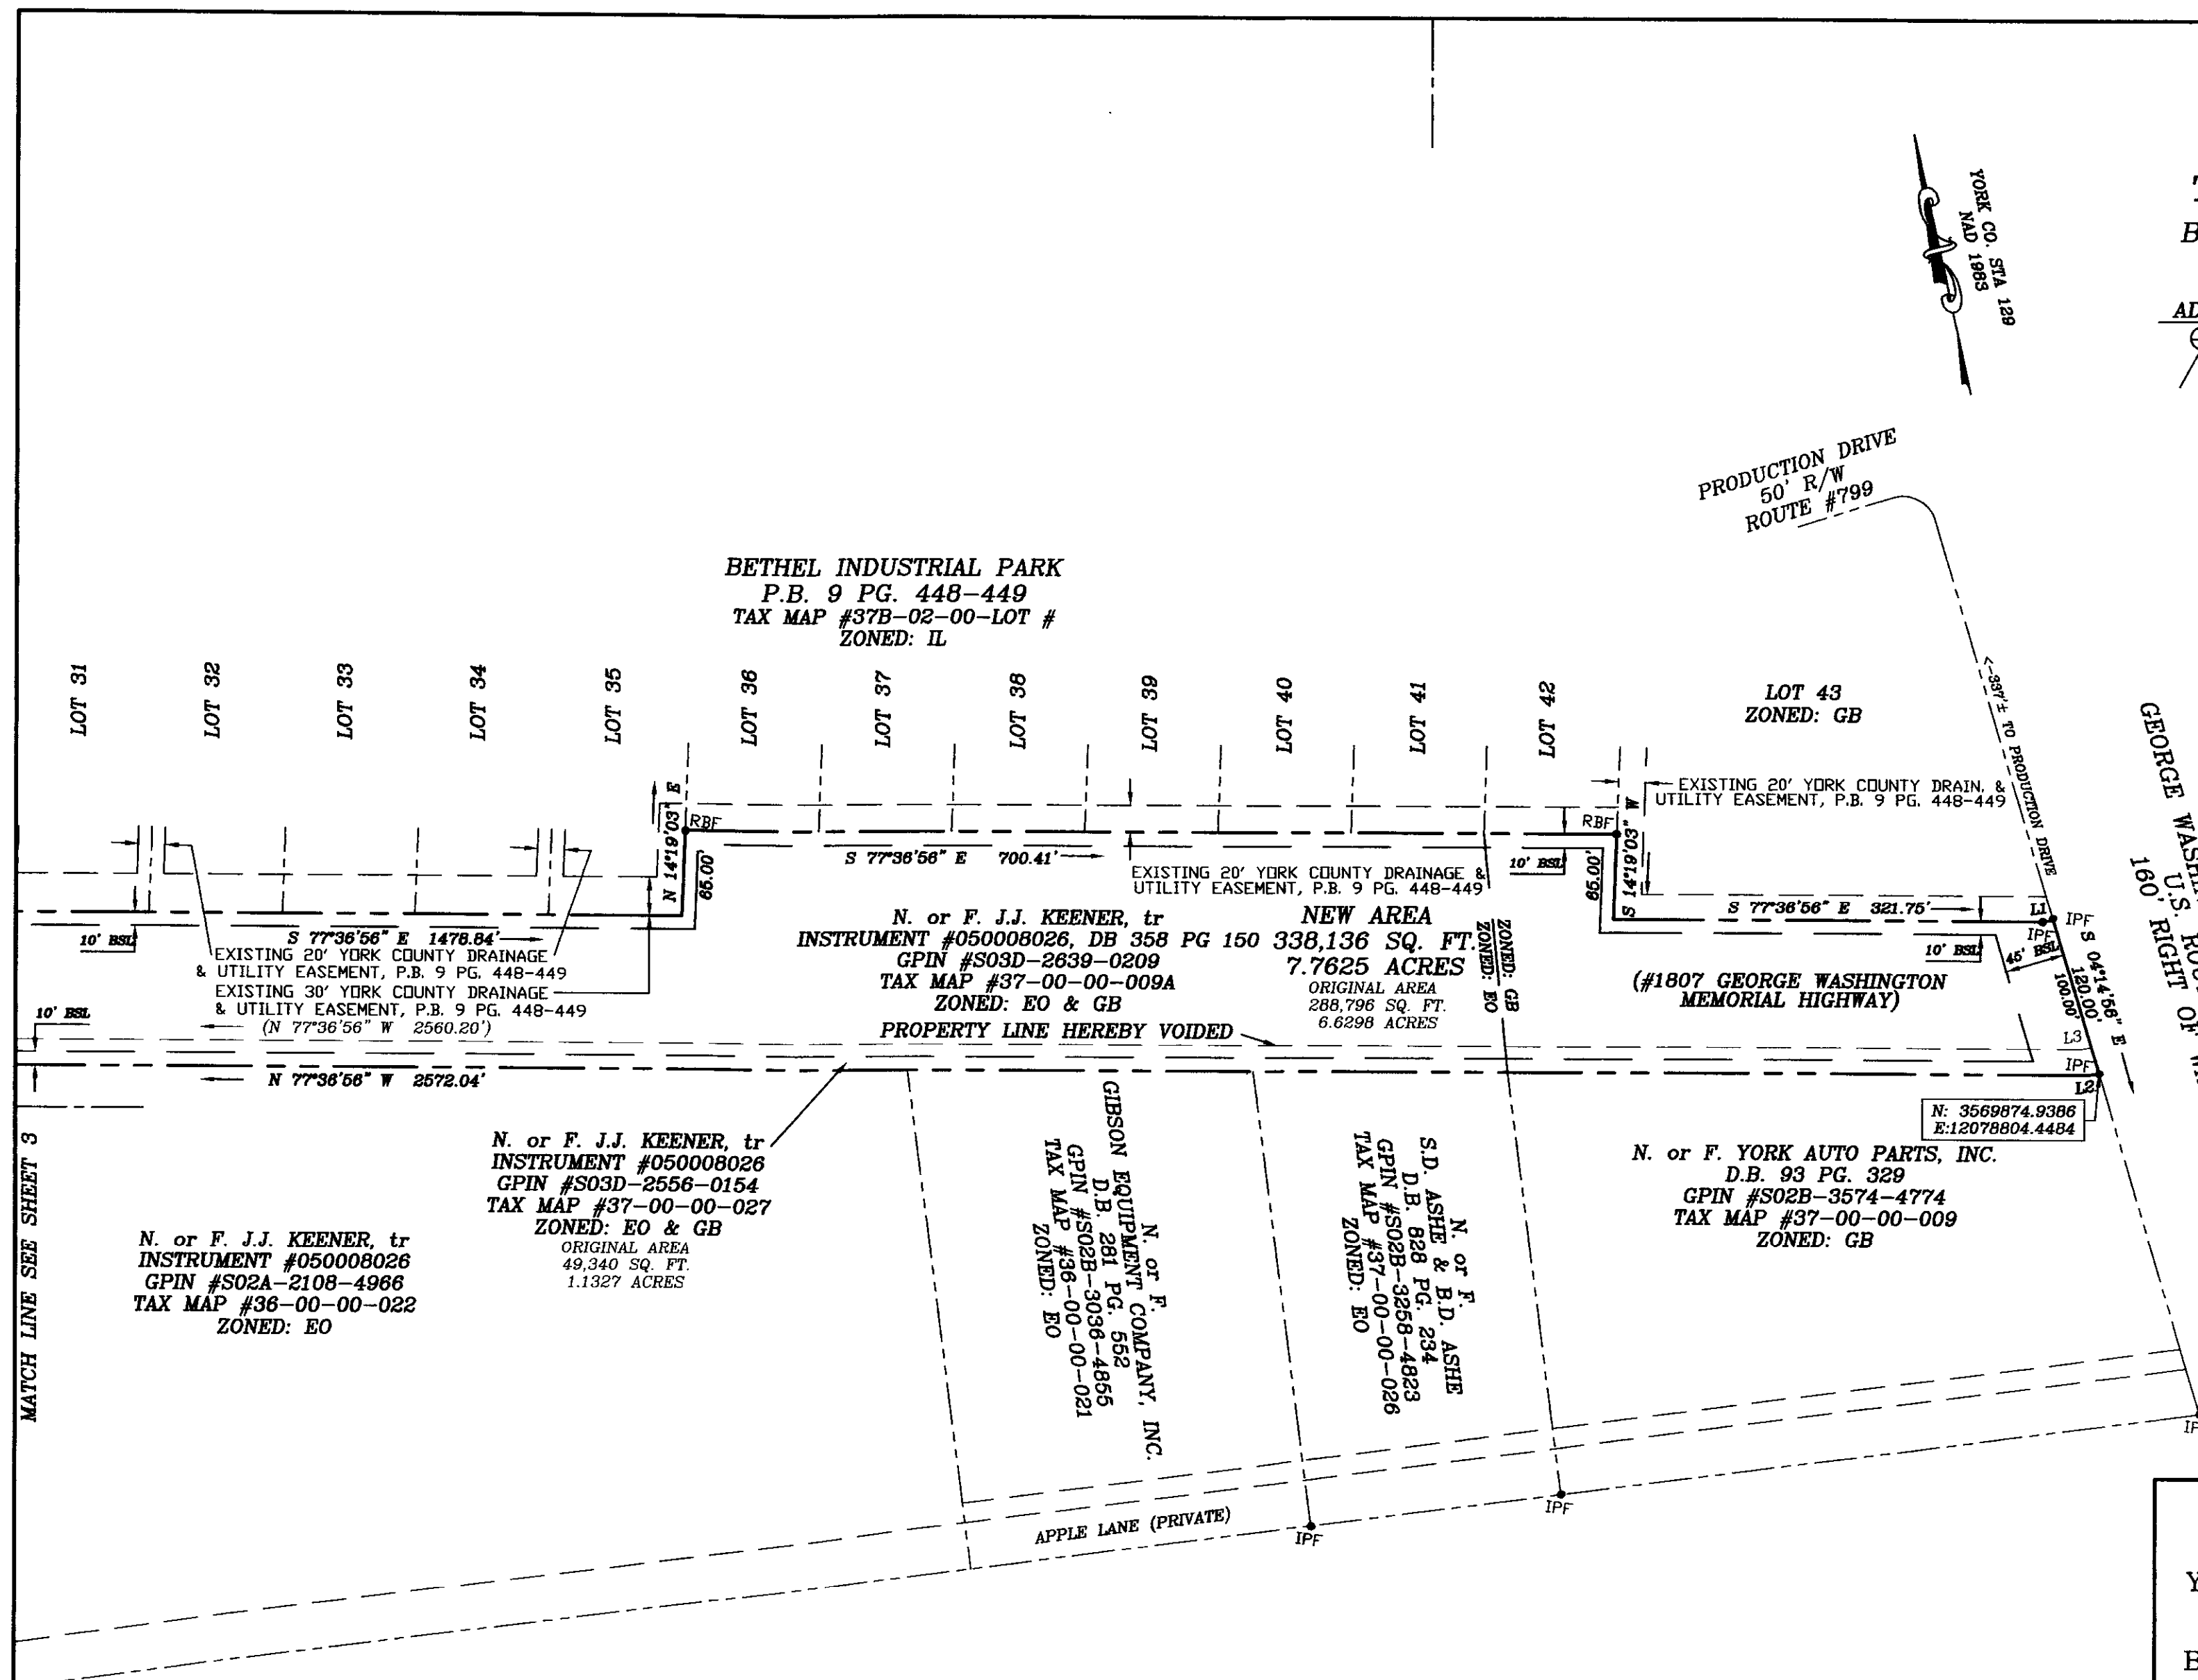 YORK CO. STA 129
NAD 1983
PRODUCTION DRIVE
50' R/W
ROUTE #799
BETHEL INDUSTRIAL PARK
P.B. 9 PG. 448-449
TAX MAP #37B-02-00-LOT #
ZONED: IL
LOT 31
LOT 32
LOT 33
LOT 34
LOT 35
LOT 36
LOT 37
LOT 38
LOT 39
LOT 40
LOT 41
LOT 42
LOT 43
ZONED: GB
<-337'± TO PRODUCTION DRIVE
U.S.
160' RIGHT OF
EXISTING 20' YORK COUNTY DRAIN. &
UTILITY EASEMENT, P.B. 9 PG. 448-449
N 14°19'03" E
65.00'
RBF
S 77°36'56" E 700.41'
RBF
S 14°19'03" W
65.00'
10' BSL
EXISTING 20' YORK COUNTY DRAINAGE &
UTILITY EASEMENT, P.B. 9 PG. 448-449
S 77°36'56" E 321.75'
L1
IPF
IPF
10' BSL
45' BSL
S 04°14'56" E
120.00'
100.00'
10' BSL
S 77°36'56" E 1478.84'
EXISTING 20' YORK COUNTY DRAINAGE
& UTILITY EASEMENT, P.B. 9 PG. 448-449
EXISTING 30' YORK COUNTY DRAINAGE
& UTILITY EASEMENT, P.B. 9 PG. 448-449
(N 77°36'56" W 2560.20')
10' BSL
N. or F. J.J. KEENER, tr
INSTRUMENT #050008026, DB 358 PG 150
GPIN #S03D-2639-0209
TAX MAP #37-00-00-009A
ZONED: EO & GB
PROPERTY LINE HEREBY VOIDED
NEW AREA
338,136 SQ. FT.
7.7625 ACRES
ORIGINAL AREA
288,796 SQ. FT.
6.6298 ACRES
ZONED: GB
ZONED: EO
(#1807 GEORGE WASHINGTON
MEMORIAL HIGHWAY)
L3
IPF
L2
N: 3569874.9386
E:12078804.4484
N 77°36'56" W 2572.04'
MATCH LINE SEE SHEET 3
N. or F. J.J. KEENER, tr
INSTRUMENT #050008026
GPIN #S02A-2108-4966
TAX MAP #36-00-00-022
ZONED: EO
N. or F. J.J. KEENER, tr
INSTRUMENT #050008026
GPIN #S03D-2556-0154
TAX MAP #37-00-00-027
ZONED: EO & GB
ORIGINAL AREA
49,340 SQ. FT.
1.1327 ACRES
N. or F.
GIBSON EQUIPMENT COMPANY, INC.
D.B. 281 PG. 552
GPIN #S02B-3036-4855
TAX MAP #36-00-00-021
ZONED: EO
N. or F.
S.D. ASHE & B.D. ASHE
D.B. 828 PG. 234
GPIN #S02B-3258-4823
TAX MAP #37-00-00-026
ZONED: EO
N. or F. YORK AUTO PARTS, INC.
D.B. 93 PG. 329
GPIN #S02B-3574-4774
TAX MAP #37-00-00-009
ZONED: GB
APPLE LANE (PRIVATE)
IPF
IPF
GEORGE